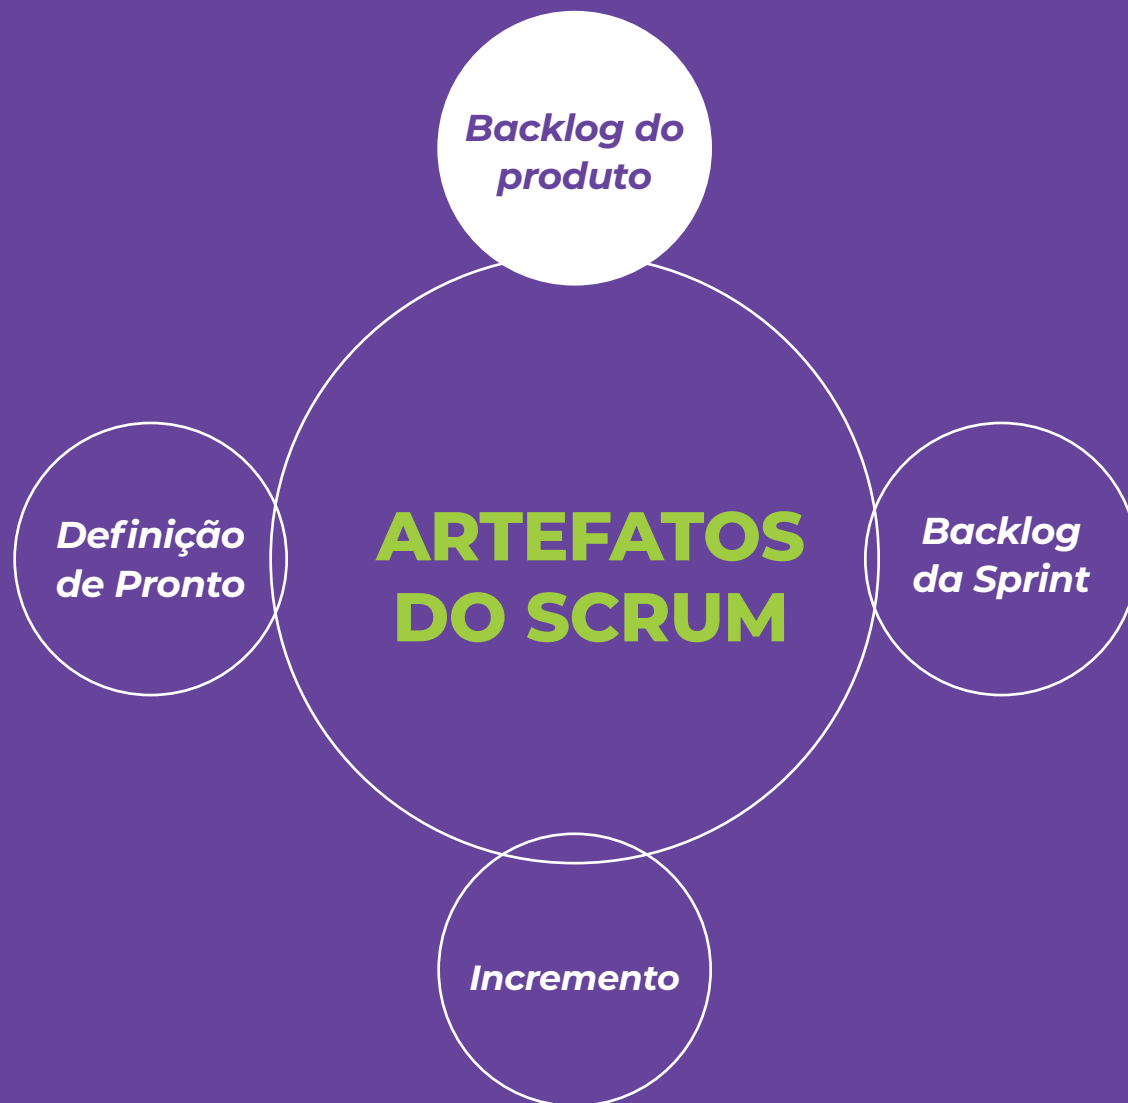 Backlog do
produto
Definição
de Pronto
ARTEFATOS
DO SCRUM
Backlog
da Sprint
Incremento